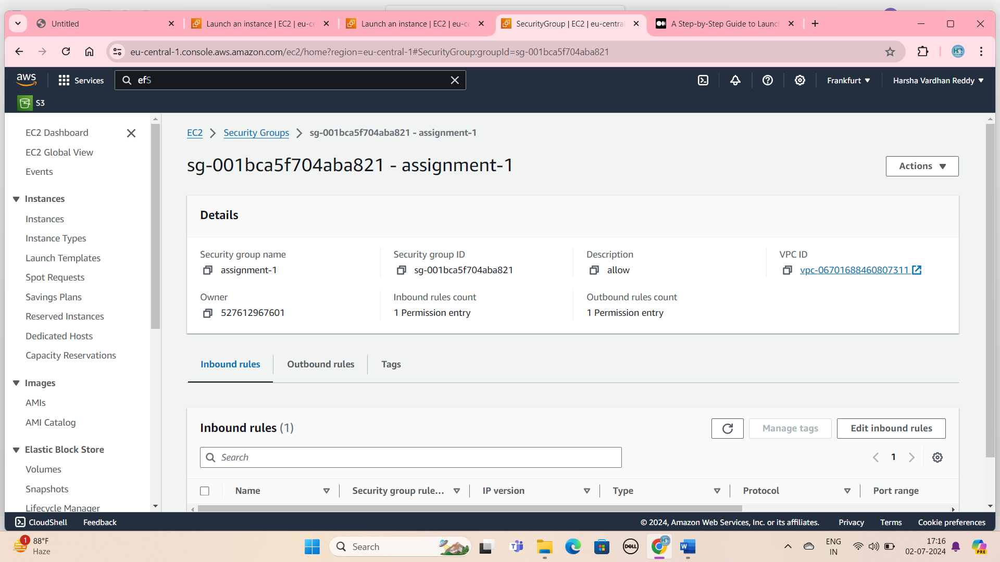 Untitled
Launch an instance | EC2 | eu-ce
Launch an instance | EC2 | eu-ce
SecurityGroup | EC2 | eu-central
A Step-by-Step Guide to Launc
eu-central-1.console.aws.amazon.com/ec2/home?region=eu-central-1#SecurityGroup:groupId=sg-001bca5f704aba821
aws
Services
efS
Frankfurt
Harsha Vardhan Reddy
S3
EC2 Dashboard
EC2 Global View
Events
Instances
Instances
Instance Types
Launch Templates
Spot Requests
Savings Plans
Reserved Instances
Dedicated Hosts
Capacity Reservations
Images
AMIs
AMI Catalog
Elastic Block Store
Volumes
Snapshots
Lifecycle Manager
EC2 > Security Groups > sg-001bca5f704aba821 - assignment-1
sg-001bca5f704aba821 - assignment-1
Actions
Details
Security group name
assignment-1
Security group ID
sg-001bca5f704aba821
Description
allow
VPC ID
vpc-06701688460807311
Owner
527612967601
Inbound rules count
1 Permission entry
Outbound rules count
1 Permission entry
Inbound rules
Outbound rules
Tags
Inbound rules (1)
Manage tags
Edit inbound rules
Search
1
Name
Security group rule...
IP version
Type
Protocol
Port range
CloudShell
Feedback
© 2024, Amazon Web Services, Inc. or its affiliates.
Privacy
Terms
Cookie preferences
1
88°F
Haze
Search
DELL
ENG
IN
17:16
02-07-2024
PRE